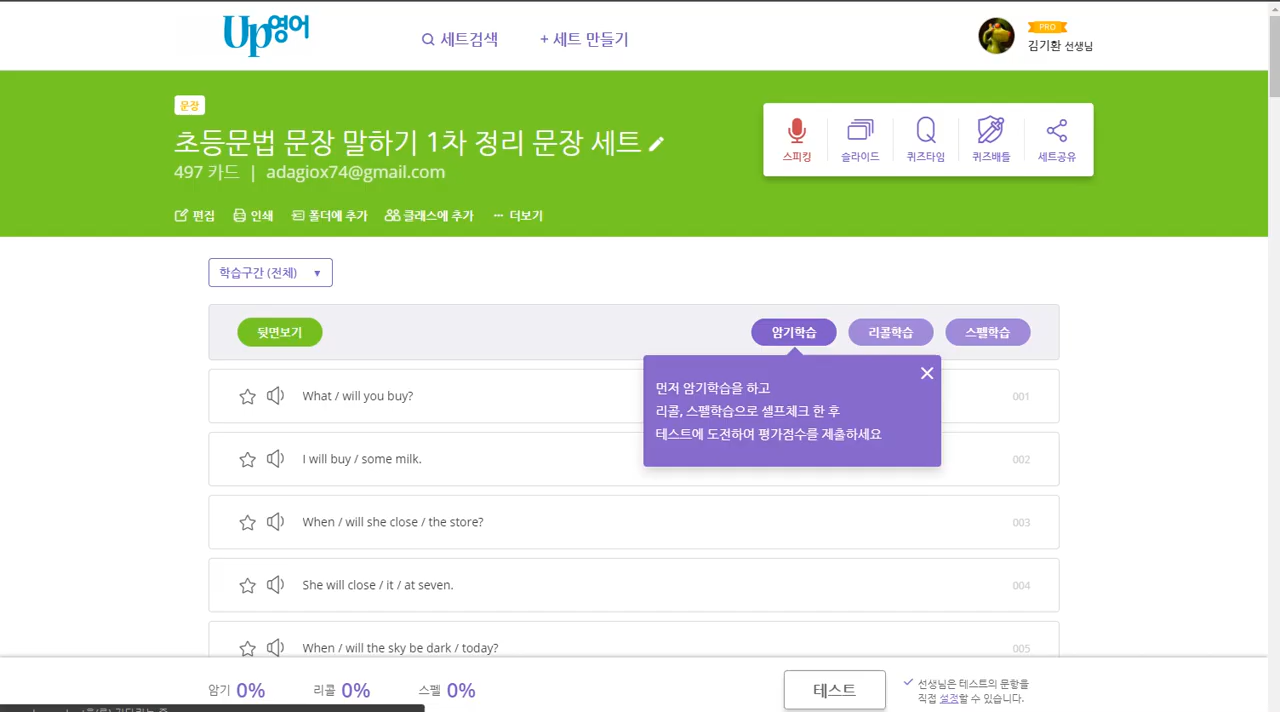 Up영어
세트검색
+ 세트 만들기
PRO
김기환 선생님
문장
초등문법 문장 말하기 1차 정리 문장 세트
497 카드 | adagiox74@gmail.com
스피킹
슬라이드
퀴즈타임
퀴즈배틀
세트공유
편집
인쇄
폴더에 추가
클래스에 추가
··· 더보기
학습구간 (전체) ▼
뒷면보기
암기학습
리콜학습
스펠학습
먼저 암기학습을 하고
리콜, 스펠학습으로 셀프체크 한 후
테스트에 도전하여 평가점수를 제출하세요
What / will you buy?
001
I will buy / some milk.
002
When / will she close / the store?
003
She will close / it / at seven.
004
When / will the sky be dark / today?
005
암기 0%
리콜 0%
스펠 0%
테스트
선생님은 테스트의 문항을
직접 설정할 수 있습니다.